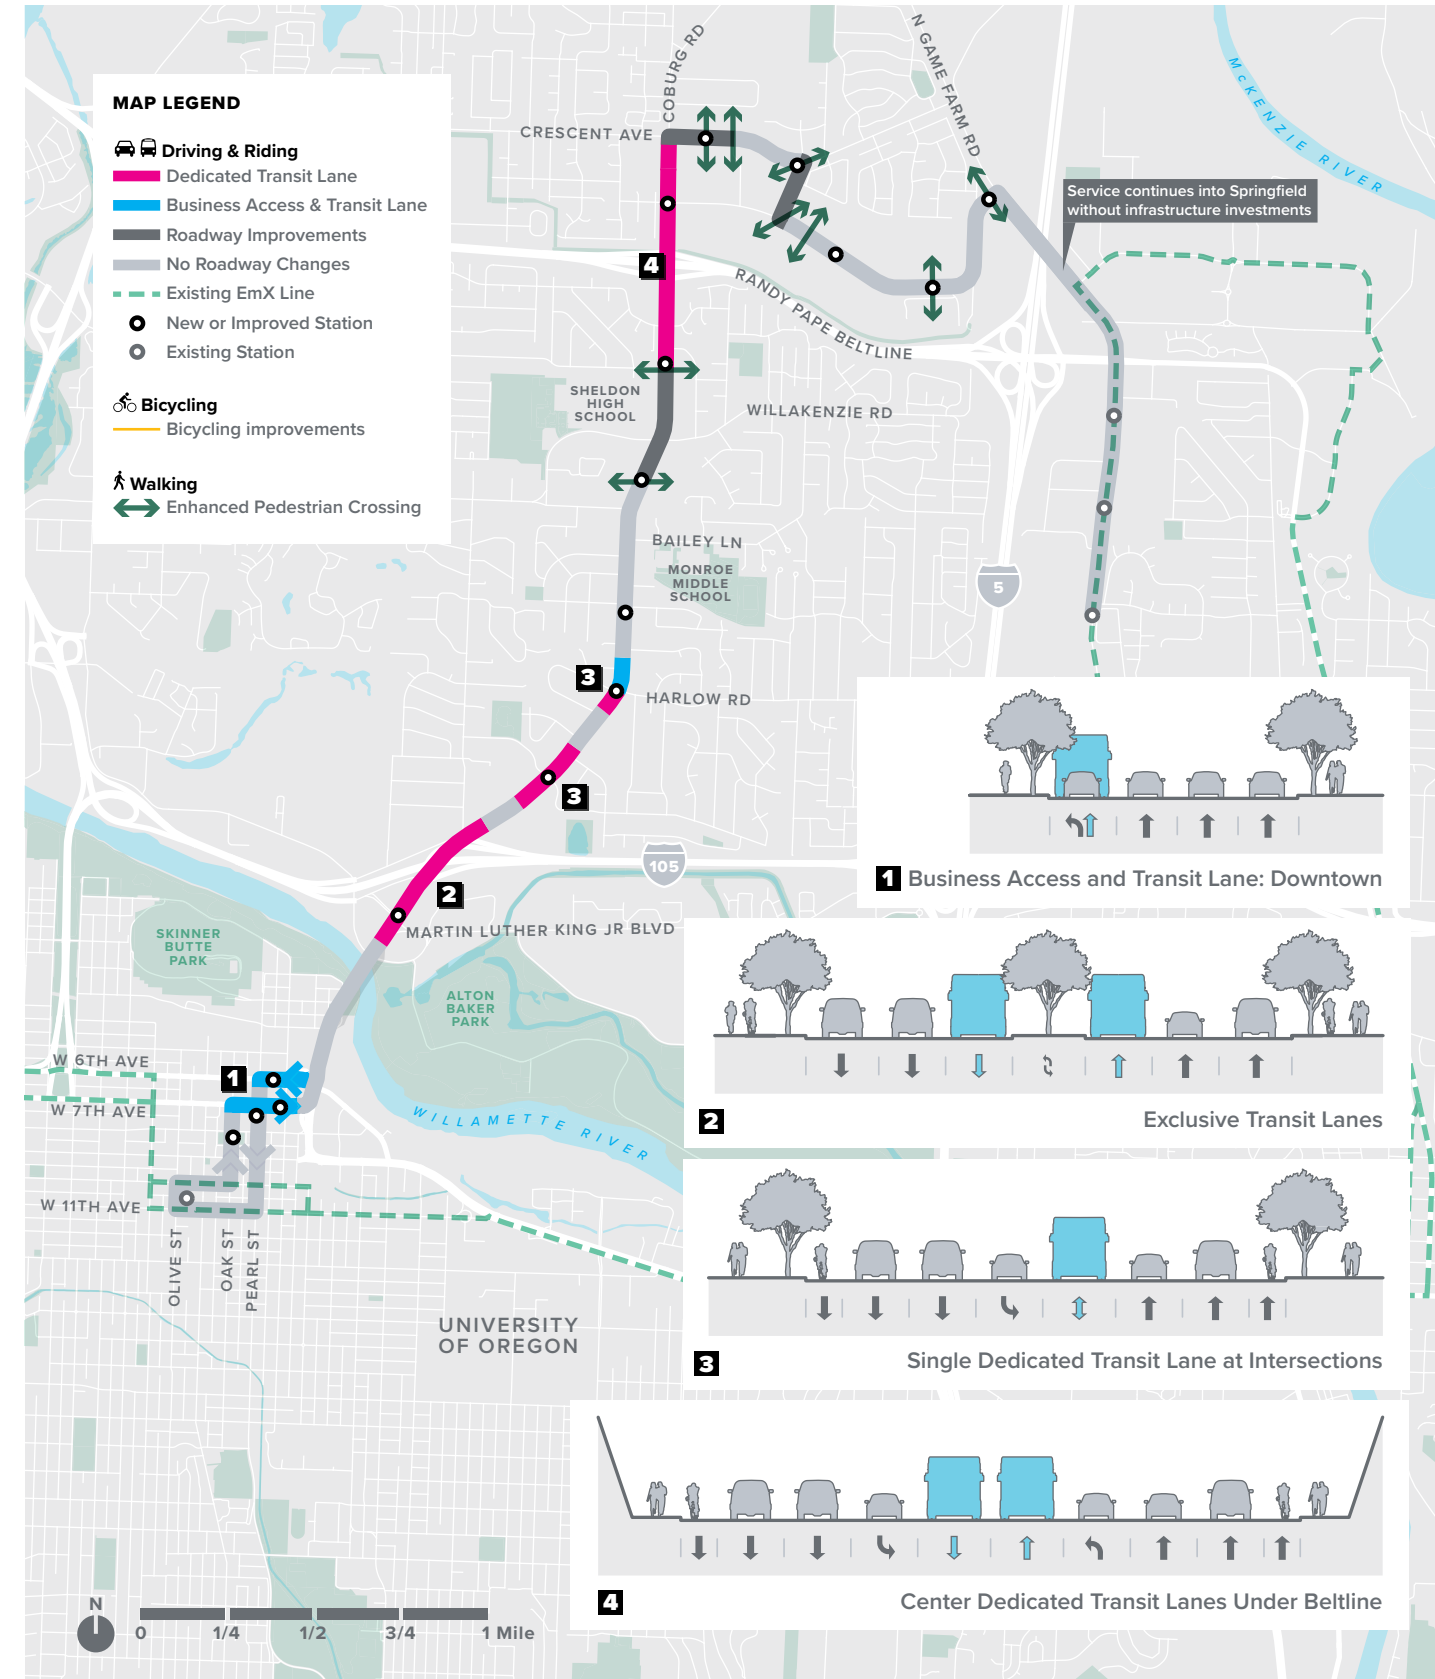 MAP LEGEND
Driving & Riding
Dedicated Transit Lane
Business Access & Transit Lane
Roadway Improvements
No Roadway Changes
Existing EmX Line
New or Improved Station
Existing Station
Bicycling
Bicycling improvements
Walking
Enhanced Pedestrian Crossing
COBURG RD
CRESCENT AVE
N GAME FARM RD
McKENZIE RIVER
Service continues into Springfield
without infrastructure investments
4
RANDY PAPE BELTLINE
SHELDON
HIGH
SCHOOL
WILLAKENZIE RD
BAILEY LN
MONROE
MIDDLE
SCHOOL
5
3
HARLOW RD
3
105
2
MARTIN LUTHER KING JR BLVD
SKINNER
BUTTE
PARK
ALTON
BAKER
PARK
W 6TH AVE
1
W 7TH AVE
WILLAMETTE RIVER
W 11TH AVE
OLIVE ST
OAK ST
PEARL ST
UNIVERSITY
OF OREGON
1 Business Access and Transit Lane: Downtown
2 Exclusive Transit Lanes
3 Single Dedicated Transit Lane at Intersections
4 Center Dedicated Transit Lanes Under Beltline
N
0 1/4 1/2 3/4 1 Mile